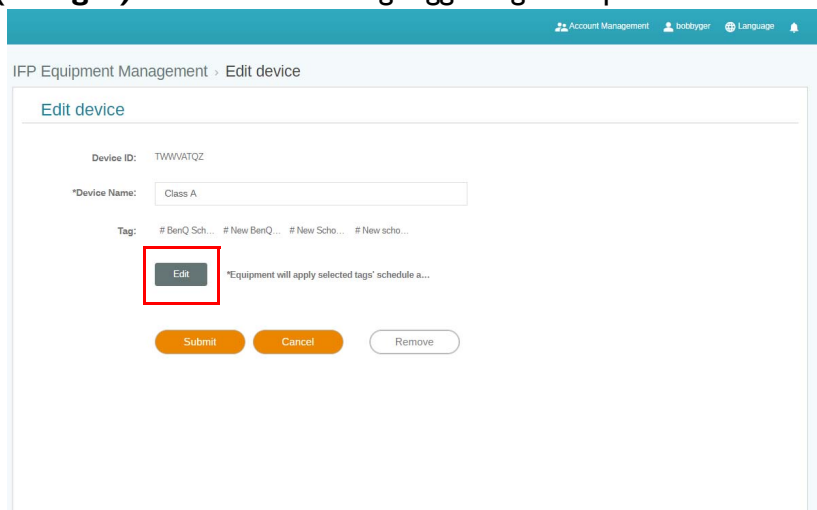 Account Management bobbyger Language
IFP Equipment Management › Edit device
Edit device
Device ID: TWWVATQZ
*Device Name: Class A
Tag: # BenQ Sch... # New BenQ... # New Scho... # New scho...
Edit *Equipment will apply selected tags' schedule a...
Submit Cancel Remove